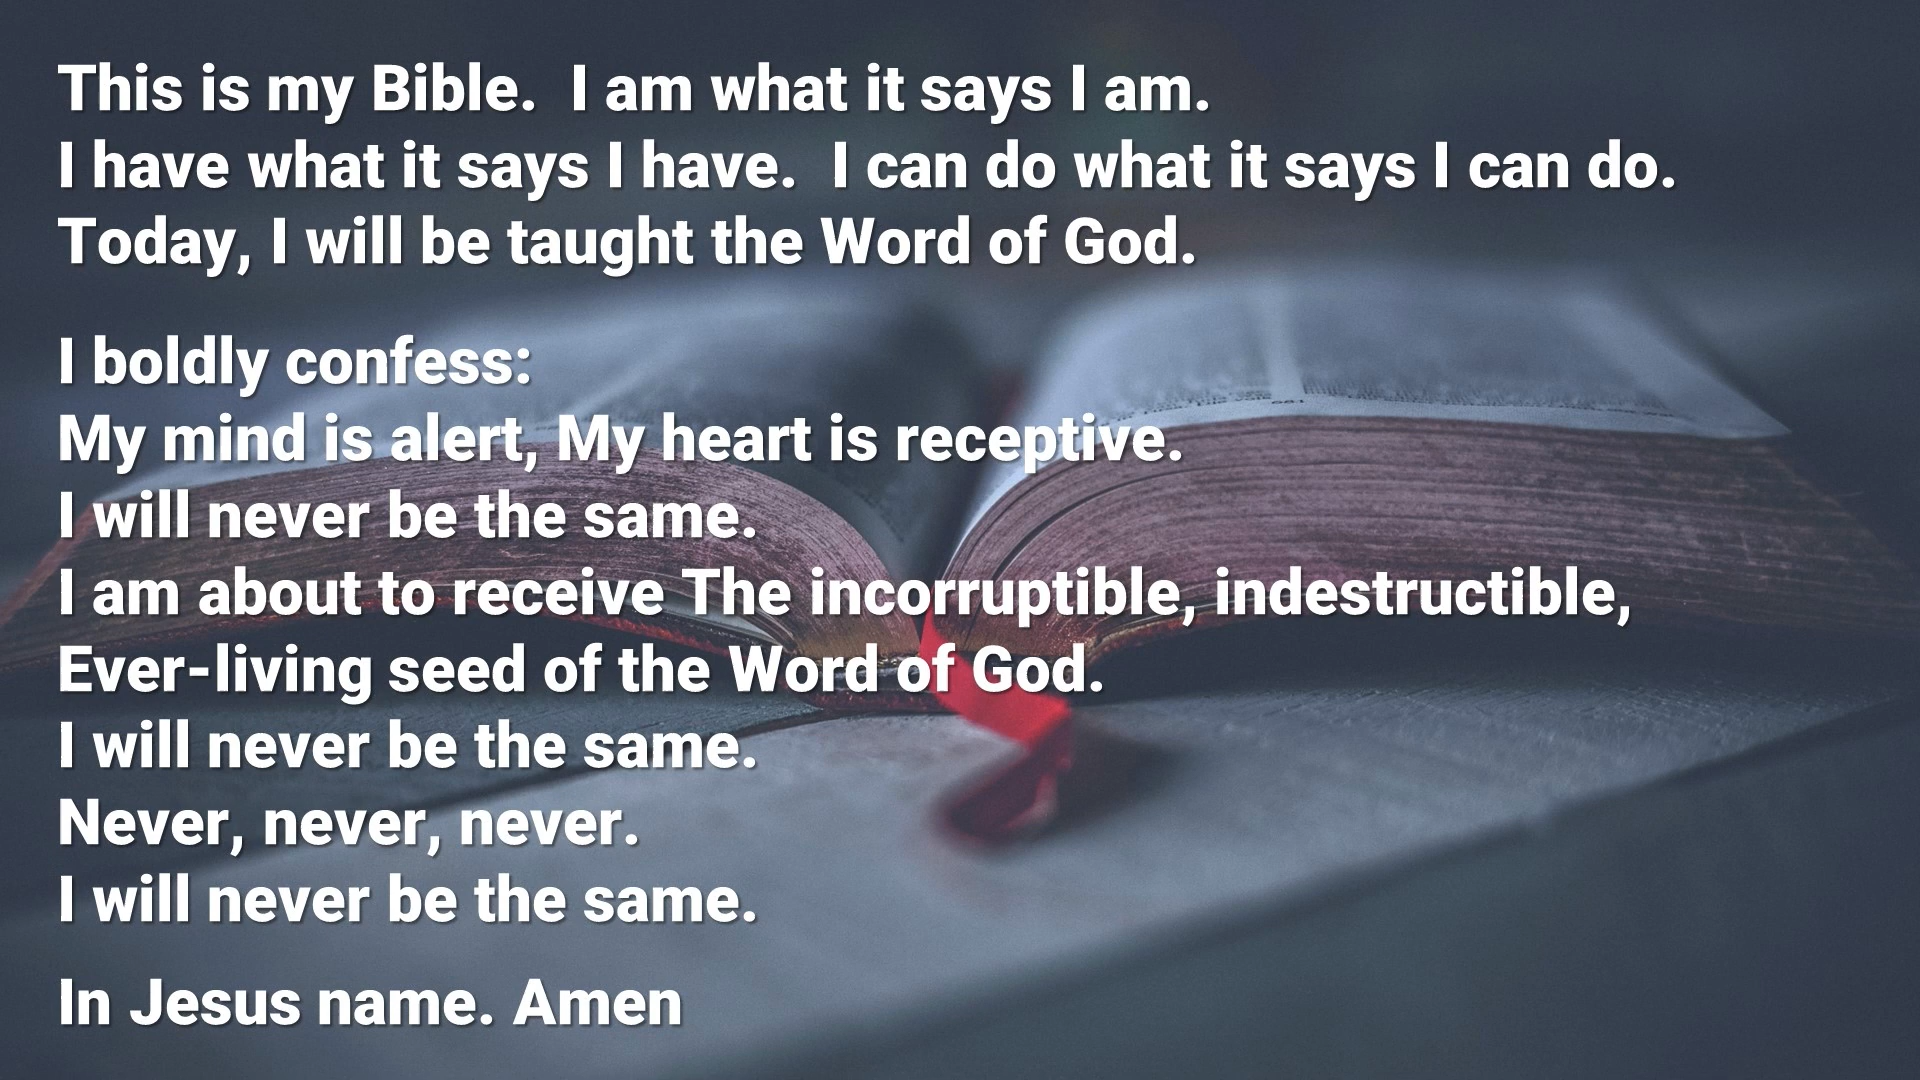 This is my Bible.  I am what it says I am.
I have what it says I have.  I can do what it says I can do.
Today, I will be taught the Word of God.
I boldly confess:
My mind is alert, My heart is receptive.
I will never be the same.
I am about to receive The incorruptible, indestructible,
Ever-living seed of the Word of God.
I will never be the same.
Never, never, never.
I will never be the same.
In Jesus name. Amen